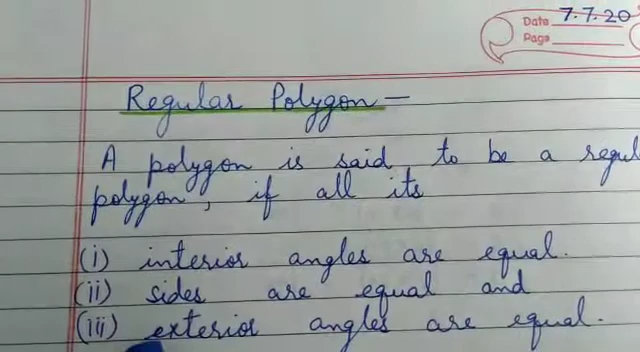 Date 7.7.20
Page
Regular Polygon —
A polygon is said to be a regul
polygon, if all its
(i) interior angles are equal.
(ii) sides are equal and
(iii) exterior angles are equal.